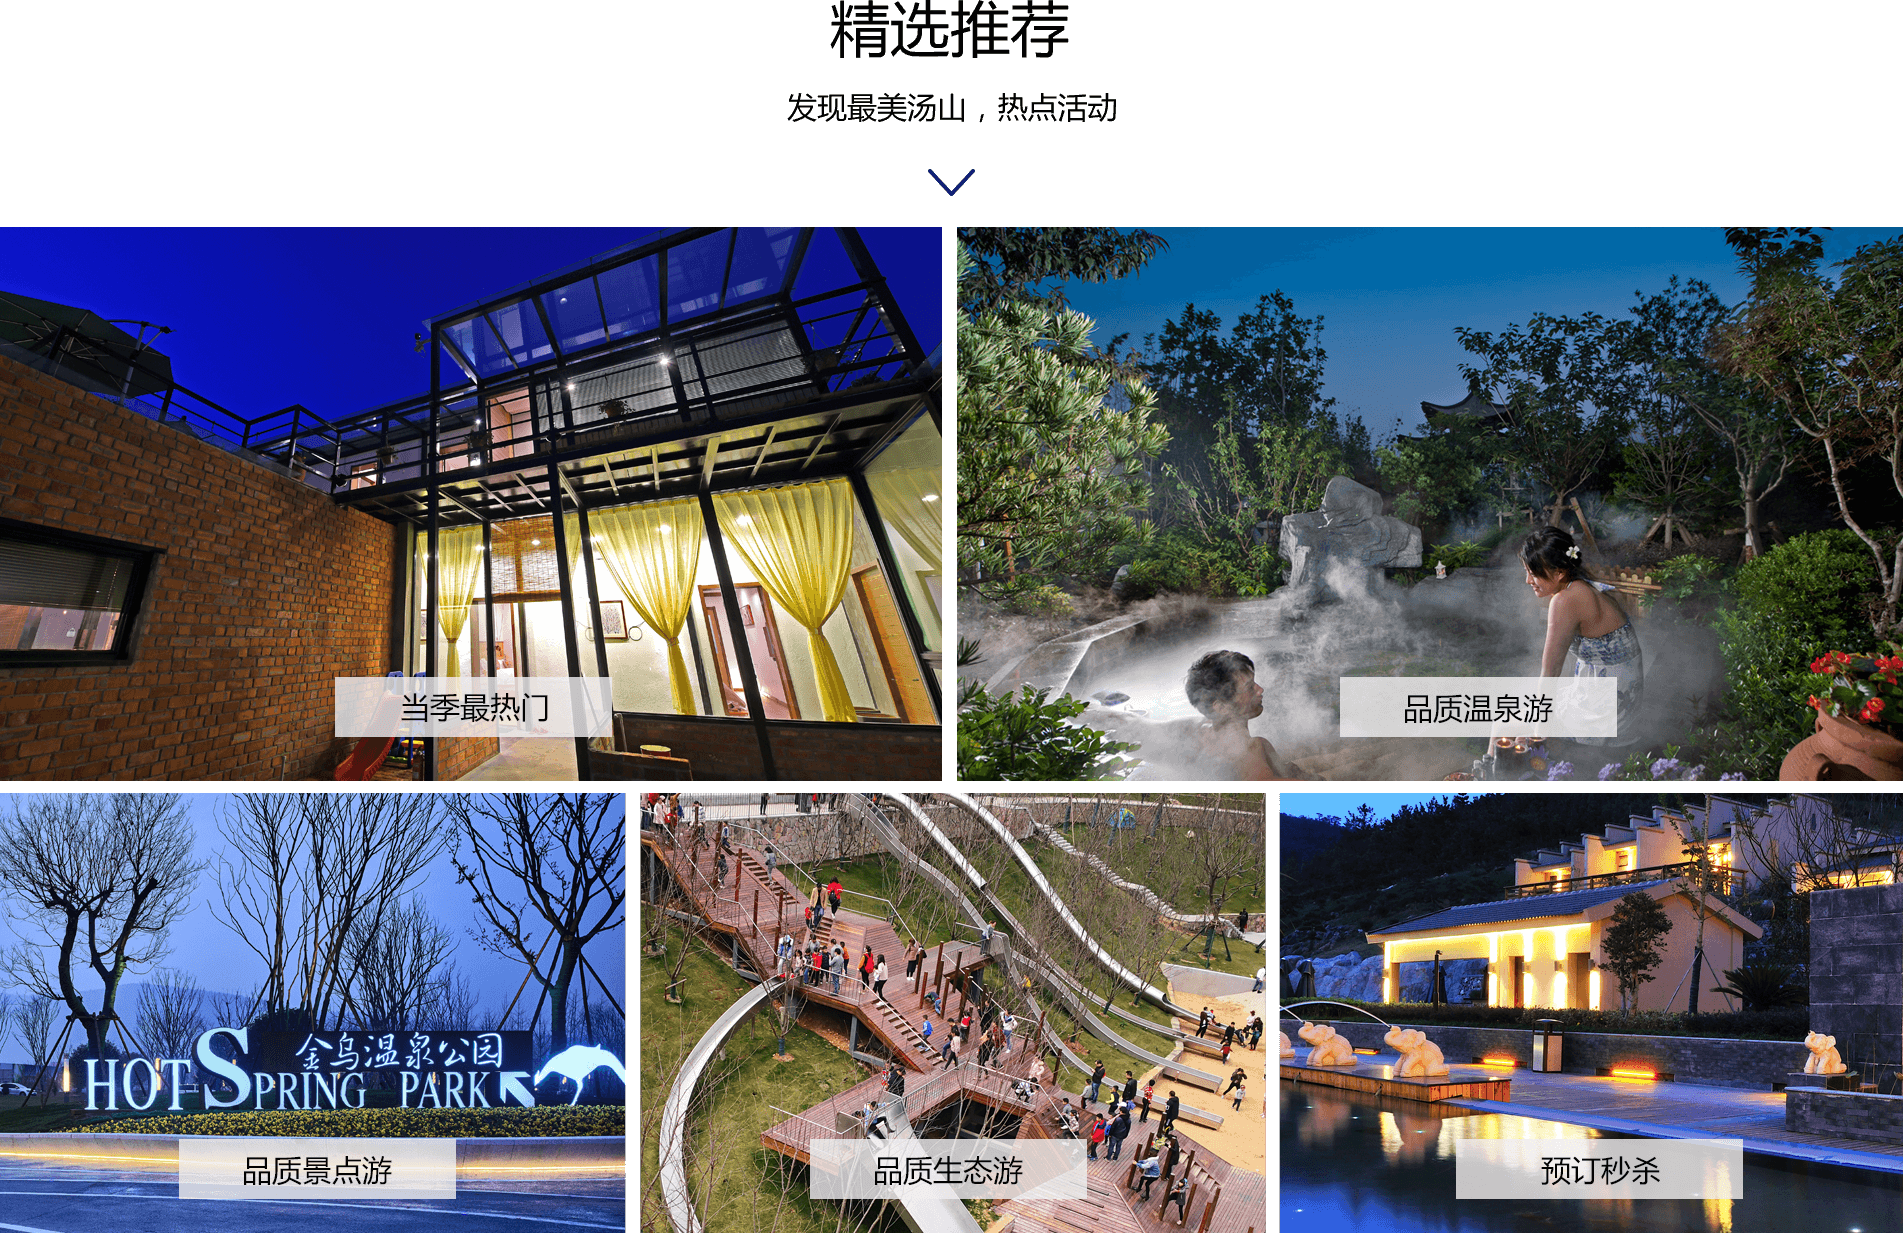 精选推荐
发现最美汤山，热点活动
当季最热门
品质温泉游
金乌温泉公园
HOT SPRING PARK
品质景点游
品质生态游
预订秒杀